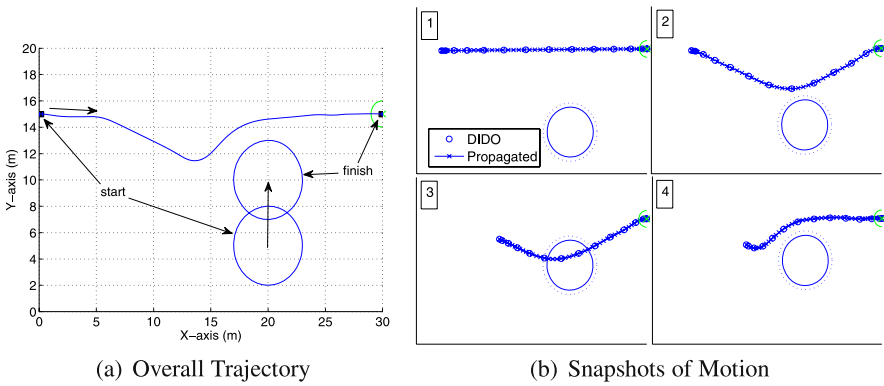 20
18
16
14
12
10
8
6
4
2
0
Y-axis (m)
0 5 10 15 20 25 30
X-axis (m)
start
finish
(a) Overall Trajectory
1
DIDO
Propagated
2
3
4
(b) Snapshots of Motion